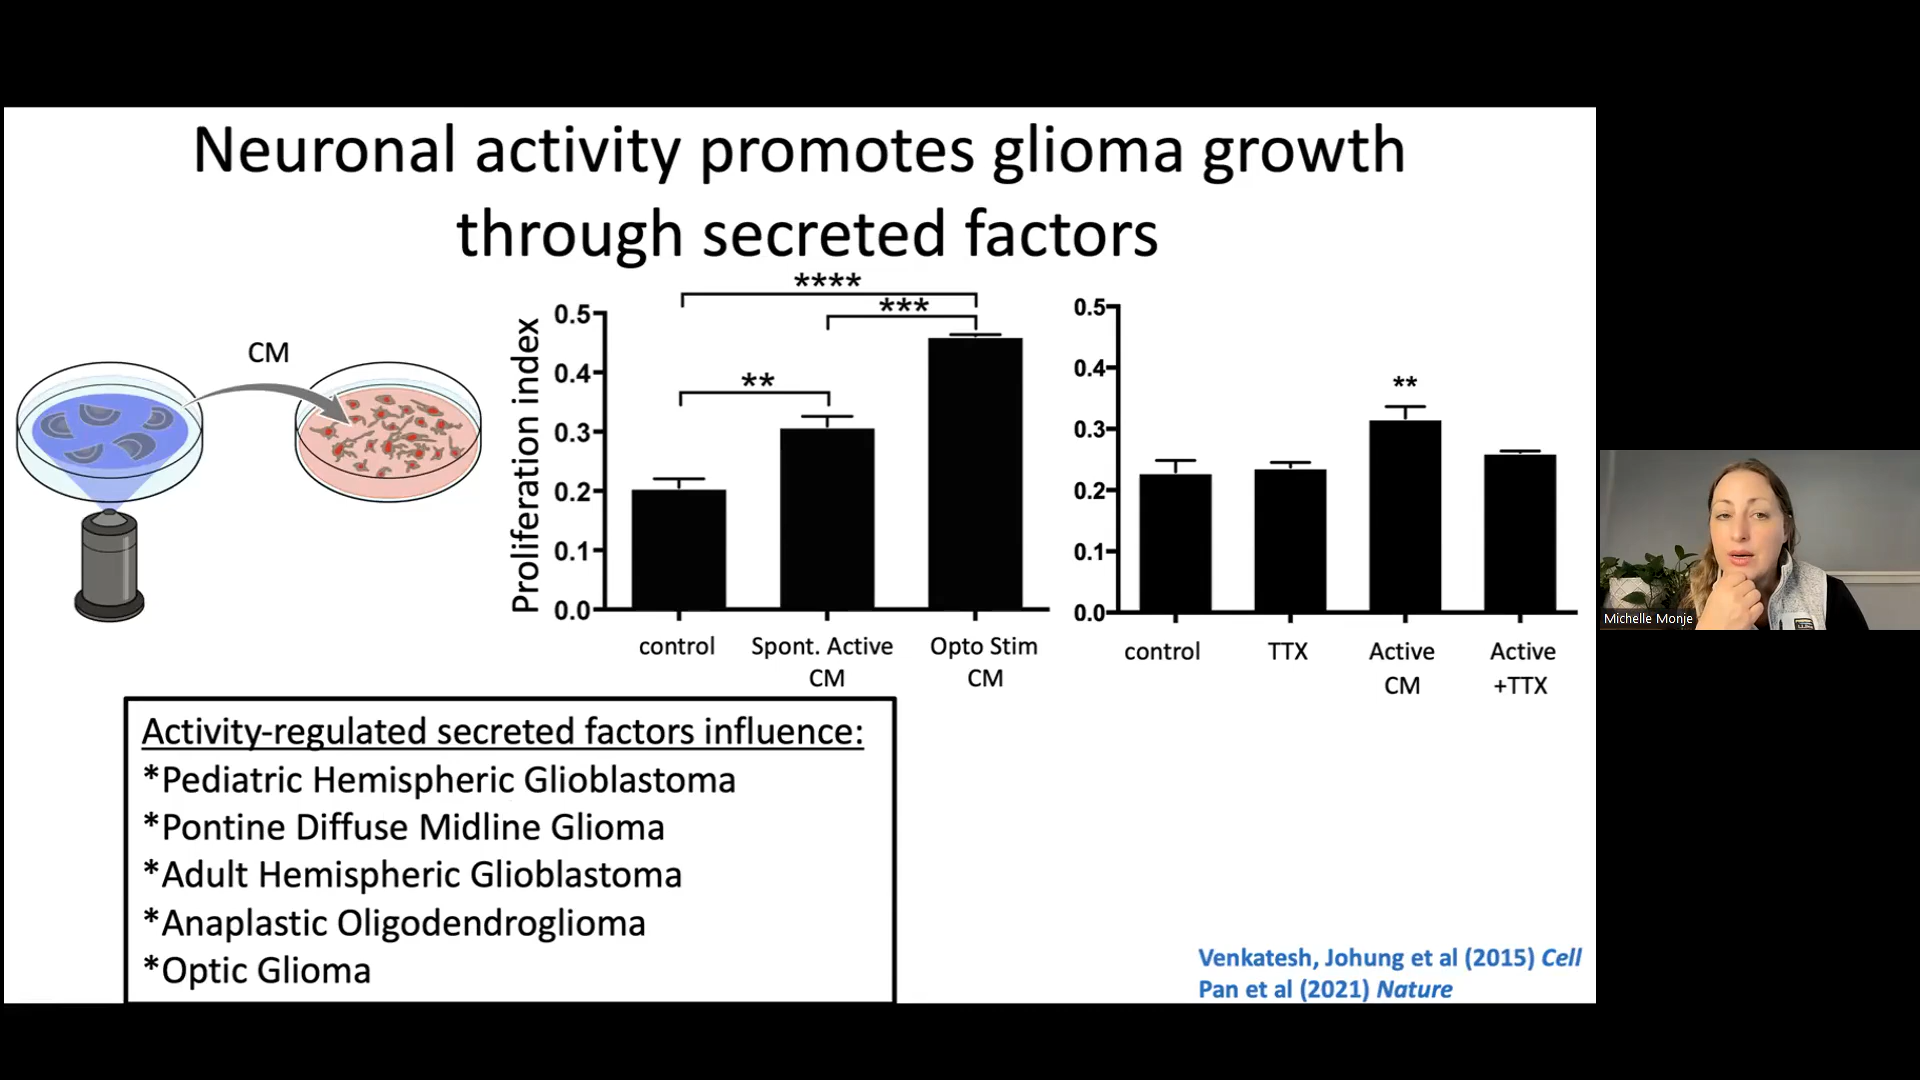 Neuronal activity promotes glioma growth
through secreted factors
CM
Proliferation index
0.5
0.4
0.3
0.2
0.1
0.0
****
***
**
control
Spont. Active
CM
Opto Stim
CM
0.5
0.4
0.3
0.2
0.1
0.0
**
control
TTX
Active
CM
Active
+TTX
Activity-regulated secreted factors influence:
*Pediatric Hemispheric Glioblastoma
*Pontine Diffuse Midline Glioma
*Adult Hemispheric Glioblastoma
*Anaplastic Oligodendroglioma
*Optic Glioma
Venkatesh, Johung et al (2015) Cell
Pan et al (2021) Nature
Michelle Monje